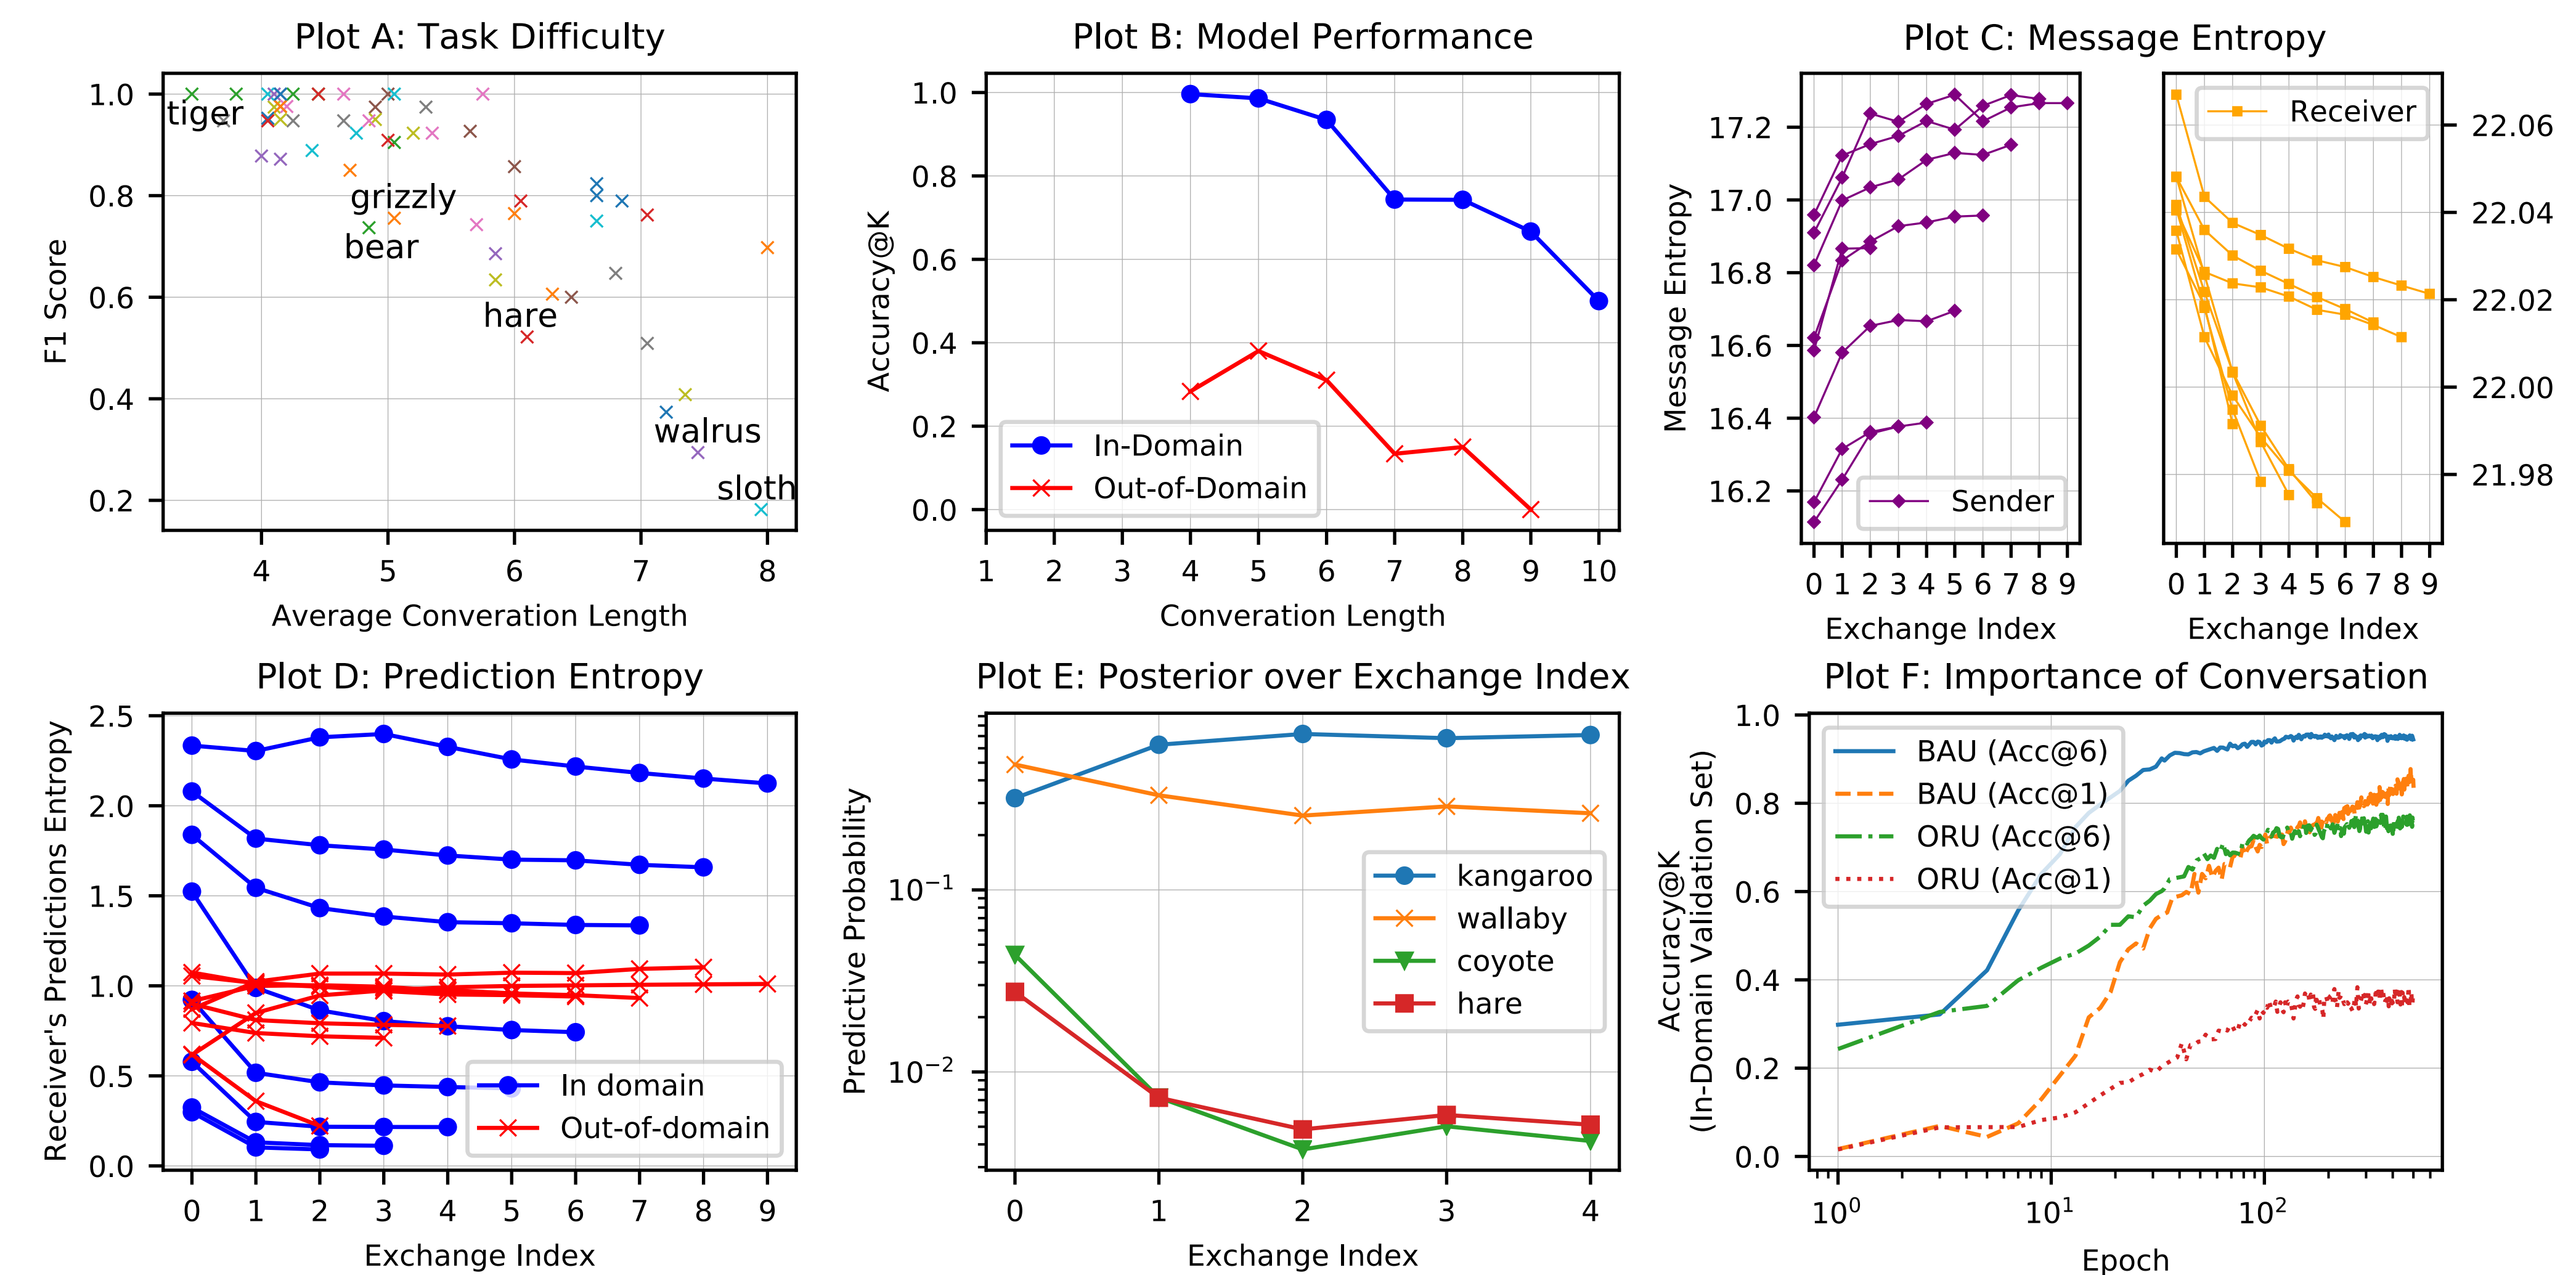 Plot A: Task Difficulty
F1 Score
1.0
0.8
0.6
0.4
0.2
tiger
grizzly
bear
hare
walrus
sloth
4 5 6 7 8
Average Converation Length
Plot B: Model Performance
Accuracy@K
1.0
0.8
0.6
0.4
0.2
0.0
In-Domain
Out-of-Domain
1 2 3 4 5 6 7 8 9 10
Converation Length
Plot C: Message Entropy
Message Entropy
17.2
17.0
16.8
16.6
16.4
16.2
Sender
0 1 2 3 4 5 6 7 8 9
Exchange Index
Receiver
22.06
22.04
22.02
22.00
21.98
0 1 2 3 4 5 6 7 8 9
Exchange Index
Plot D: Prediction Entropy
Receiver's Predictions Entropy
2.5
2.0
1.5
1.0
0.5
0.0
In domain
Out-of-domain
0 1 2 3 4 5 6 7 8 9
Exchange Index
Plot E: Posterior over Exchange Index
Predictive Probability
10⁻¹
10⁻²
kangaroo
wallaby
coyote
hare
0 1 2 3 4
Exchange Index
Plot F: Importance of Conversation
Accuracy@K
(In-Domain Validation Set)
1.0
0.8
0.6
0.4
0.2
0.0
BAU (Acc@6)
BAU (Acc@1)
ORU (Acc@6)
ORU (Acc@1)
10⁰ 10¹ 10²
Epoch